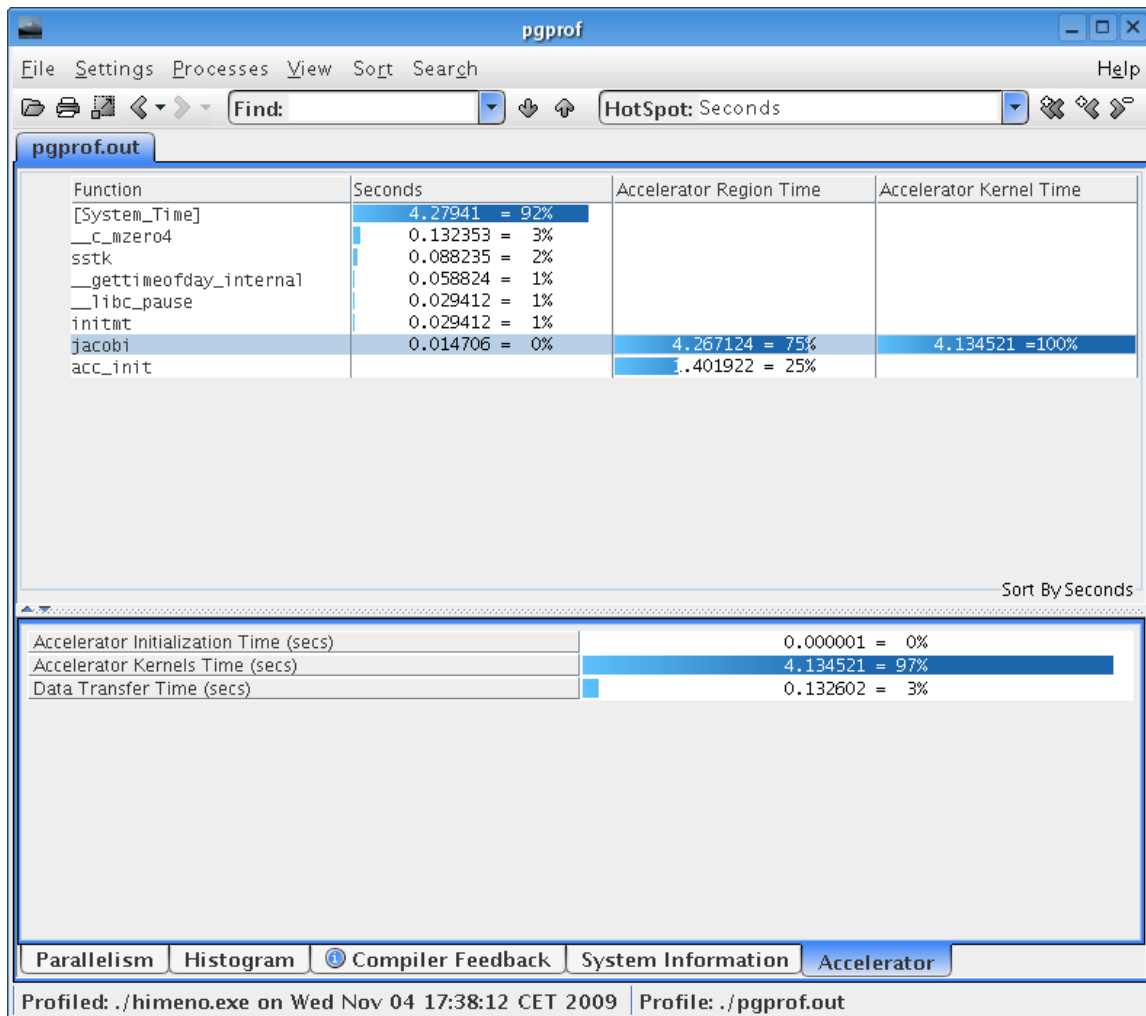 pgprof
File Settings Processes View Sort Search Help
Find: HotSpot: Seconds
pgprof.out
Function Seconds Accelerator Region Time Accelerator Kernel Time
[System_Time] 4.27941 = 92%
__c_mzero4 0.132353 = 3%
sstk 0.088235 = 2%
__gettimeofday_internal 0.058824 = 1%
__libc_pause 0.029412 = 1%
initmt 0.029412 = 1%
jacobi 0.014706 = 0% 4.267124 = 75% 4.134521 =100%
acc_init 1.401922 = 25%
Sort By Seconds
Accelerator Initialization Time (secs) 0.000001 = 0%
Accelerator Kernels Time (secs) 4.134521 = 97%
Data Transfer Time (secs) 0.132602 = 3%
Parallelism Histogram Compiler Feedback System Information Accelerator
Profiled: ./himeno.exe on Wed Nov 04 17:38:12 CET 2009 Profile: ./pgprof.out